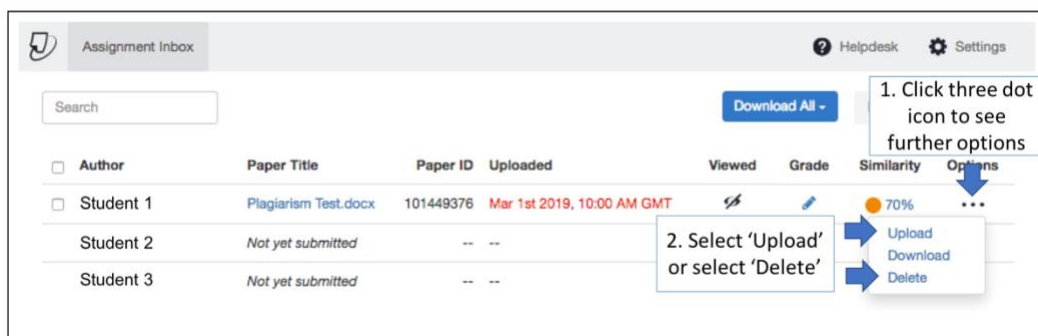 Assignment Inbox
Helpdesk
Settings
Search
Download All
1. Click three dot
icon to see
further options
Author Paper Title Paper ID Uploaded Viewed Grade Similarity Options
Student 1 Plagiarism Test.docx 101449376 Mar 1st 2019, 10:00 AM GMT 70% •••
Student 2 Not yet submitted -- --
Student 3 Not yet submitted -- --
2. Select ‘Upload’
or select ‘Delete’
Upload
Download
Delete